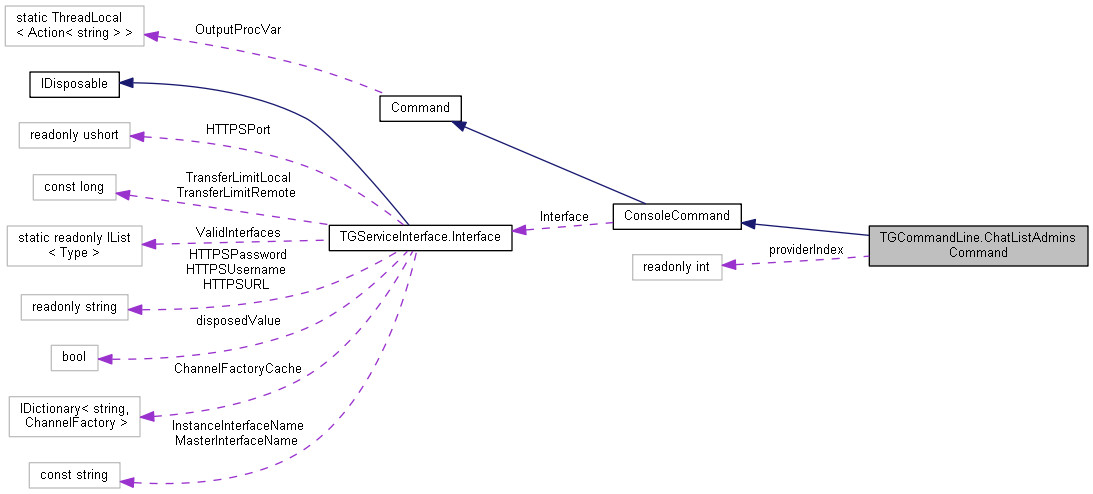 static ThreadLocal
< Action< string > >
OutputProcVar
IDisposable
Command
readonly ushort
HTTPSPort
const long
TransferLimitLocal
TransferLimitRemote
ConsoleCommand
Interface
static readonly IList
< Type >
ValidInterfaces
TGServiceInterface.Interface
TGCommandLine.ChatListAdmins
Command
providerIndex
readonly int
HTTPSPassword
HTTPSUsername
HTTPSURL
readonly string
disposedValue
bool
ChannelFactoryCache
IDictionary< string,
ChannelFactory >
InstanceInterfaceName
MasterInterfaceName
const string